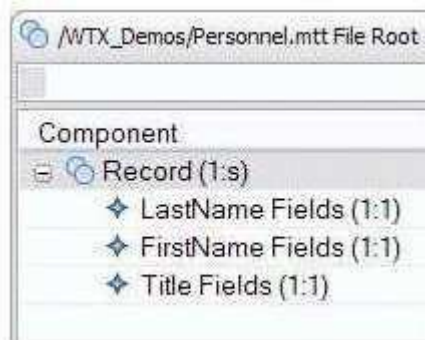 /WTX_Demos/Personnel.mtt File Root
Component
Record (1:s)
LastName Fields (1:1)
FirstName Fields (1:1)
Title Fields (1:1)